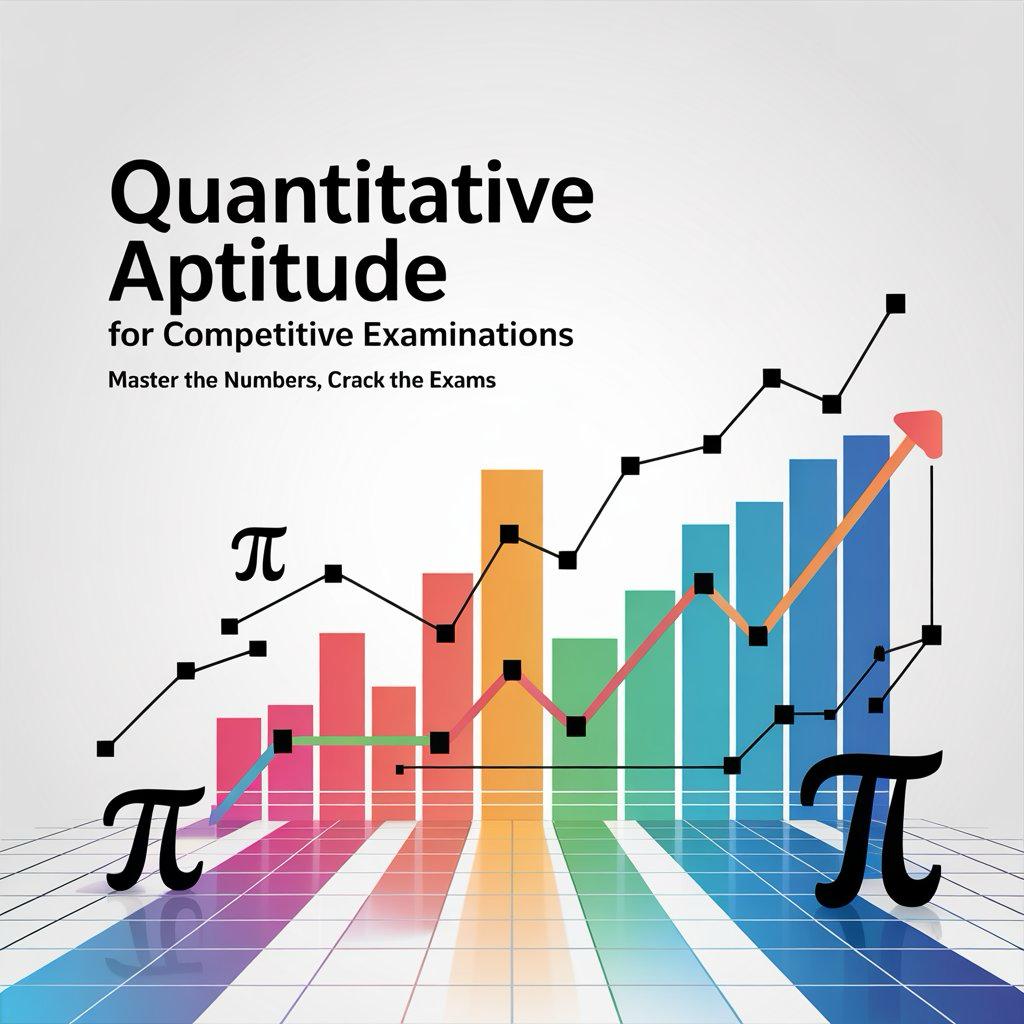 Quantitative
Aptitude
for Competitive Examinations
Master the Numbers, Crack the Exams
π
π
π